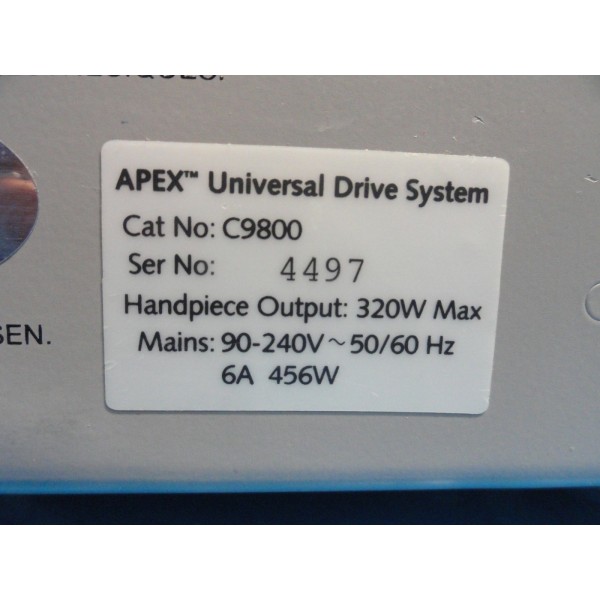 APEX™ Universal Drive System
Cat No: C9800
Ser No: 4497
Handpiece Output: 320W Max
SEN.
Mains: 90-240V~50/60 Hz
6A 456W